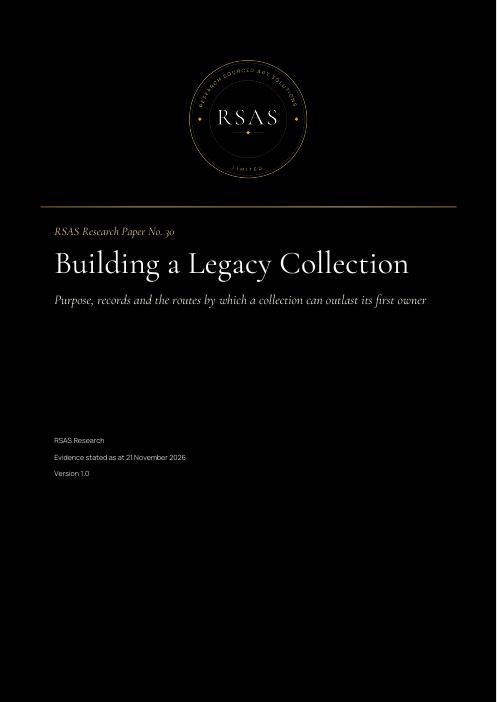 RESEARCH SOURCED ART SOLUTIONS
RSAS
LIMITED
RSAS Research Paper No. 30
Building a Legacy Collection
Purpose, records and the routes by which a collection can outlast its first owner
RSAS Research
Evidence stated as at 21 November 2026
Version 1.0